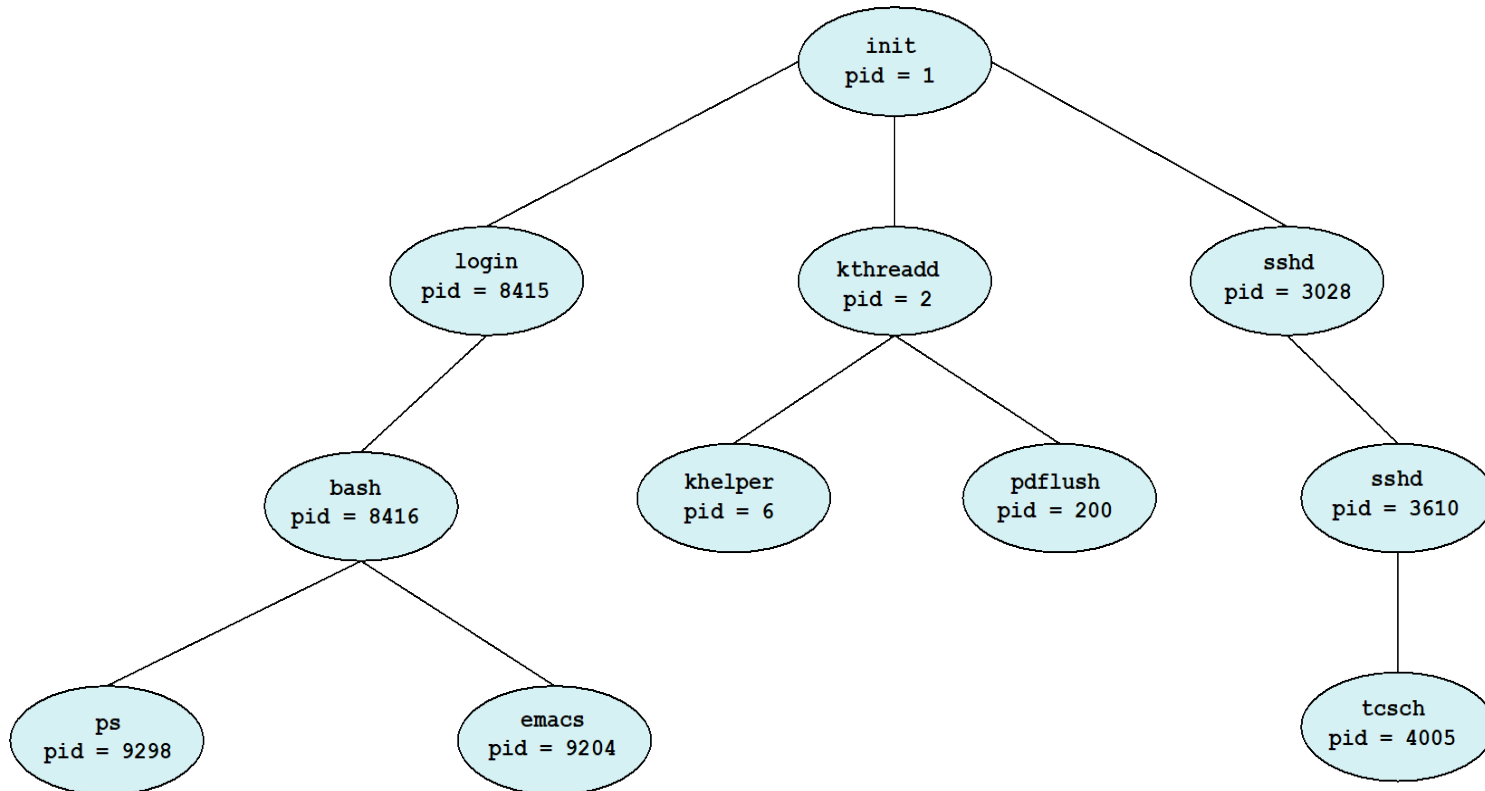 init
pid = 1
login
pid = 8415
kthreadd
pid = 2
sshd
pid = 3028
bash
pid = 8416
khelper
pid = 6
pdflush
pid = 200
sshd
pid = 3610
ps
pid = 9298
emacs
pid = 9204
tcsch
pid = 4005